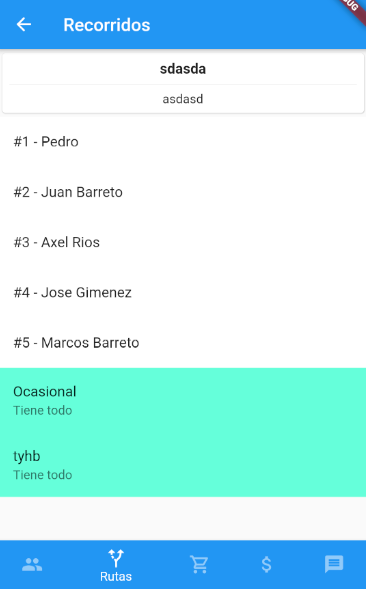 Recorridos
sdasda
asdasd
#1 - Pedro
#2 - Juan Barreto
#3 - Axel Rios
#4 - Jose Gimenez
#5 - Marcos Barreto
Ocasional
Tiene todo
tyhb
Tiene todo
Rutas